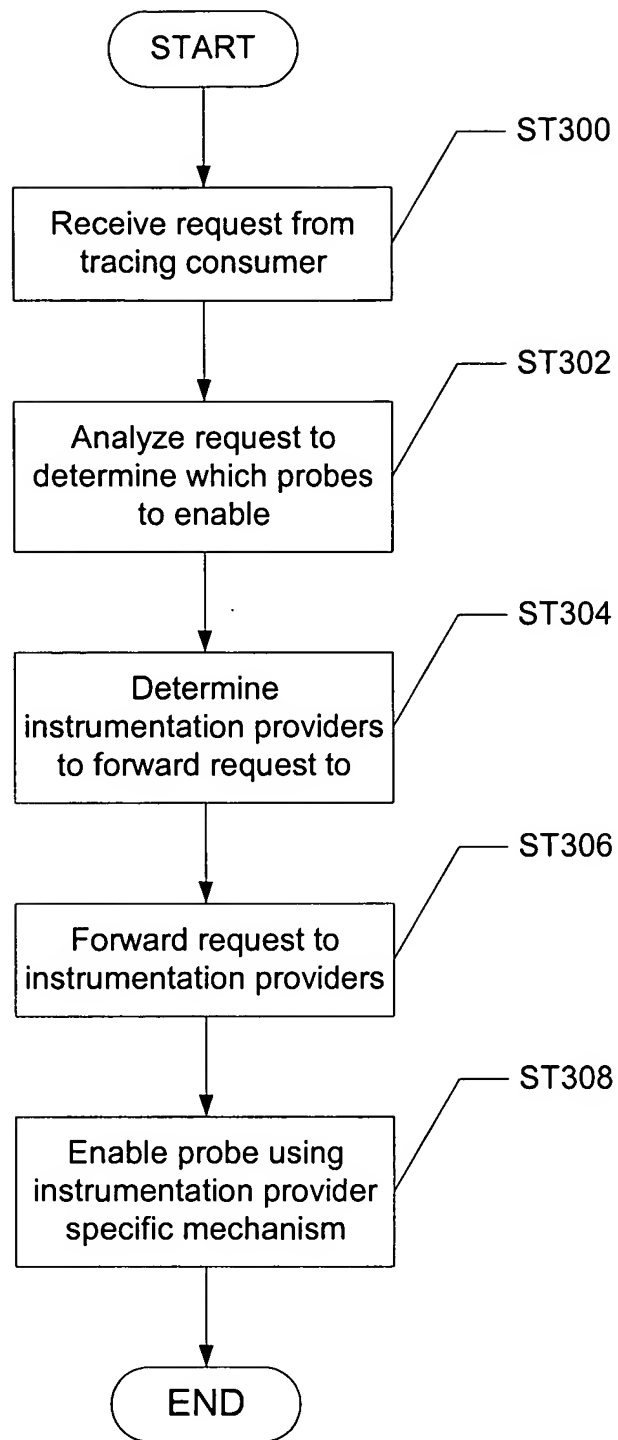 START
ST300
Receive request from
tracing consumer
ST302
Analyze request to
determine which probes
to enable
ST304
Determine
instrumentation providers
to forward request to
ST306
Forward request to
instrumentation providers
ST308
Enable probe using
instrumentation provider
specific mechanism
END